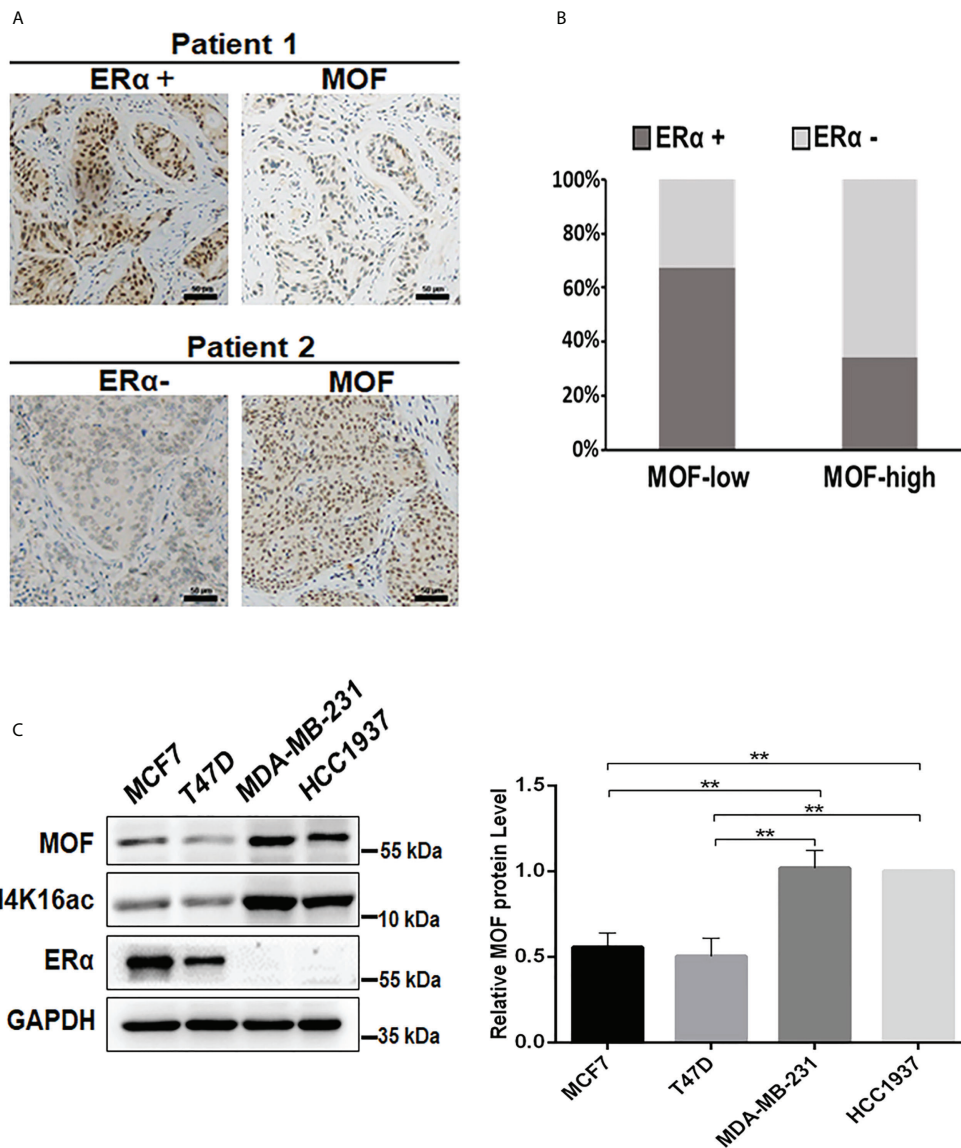 A
Patient 1
ERα +
MOF
50 µm
50 µm
Patient 2
ERα-
MOF
50 µm
50 µm
B
ERα +
ERα -
100%
80%
60%
40%
20%
0%
MOF-low
MOF-high
C
MCF7
T47D
MDA-MB-231
HCC1937
MOF
55 kDa
I4K16ac
10 kDa
ERα
55 kDa
GAPDH
35 kDa
Relative MOF protein Level
1.5
1.0
0.5
0.0
**
**
**
**
MCF7
T47D
MDA-MB-231
HCC1937